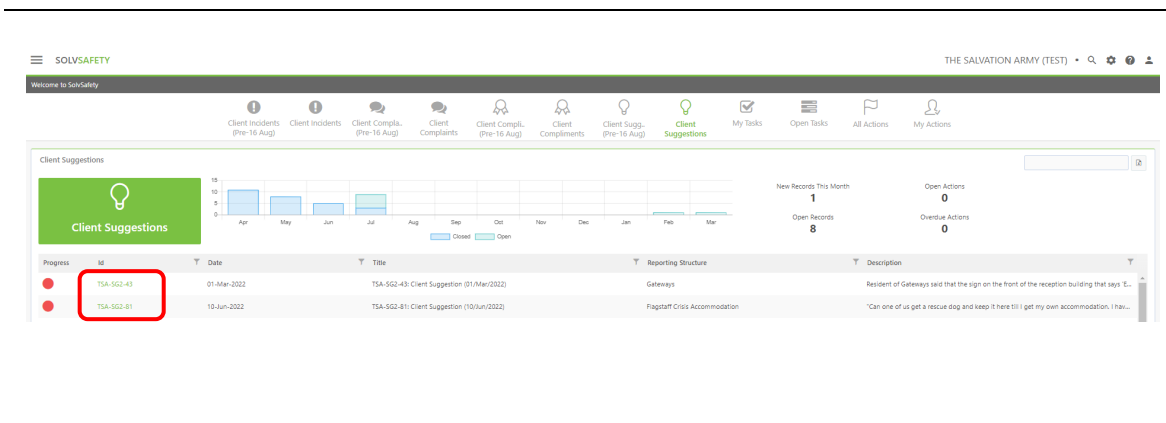 SOLVSAFETY
THE SALVATION ARMY (TEST)
Welcome to SolvSafety
Client Incidents (Pre-16 Aug)
Client Incidents
Client Compla.. (Pre-16 Aug)
Client Complaints
Client Compli.. (Pre-16 Aug)
Client Compliments
Client Sugg.. (Pre-16 Aug)
Client Suggestions
My Tasks
Open Tasks
All Actions
My Actions
Client Suggestions
Client Suggestions
15
10
5
0
Apr May Jun Jul Aug Sep Oct Nov Dec Jan Feb Mar
Closed Open
New Records This Month
1
Open Actions
0
Open Records
8
Overdue Actions
0
Progress Id Date Title Reporting Structure Description
TSA-SG2-43 01-Mar-2022 TSA-SG2-43: Client Suggestion (01/Mar/2022) Gateways Resident of Gateways said that the sign on the front of the reception building that says 'E...
TSA-SG2-81 10-Jun-2022 TSA-SG2-81: Client Suggestion (10/Jun/2022) Flagstaff Crisis Accommodation "Can one of us get a rescue dog and keep it here till I get my own accommodation. I hav...